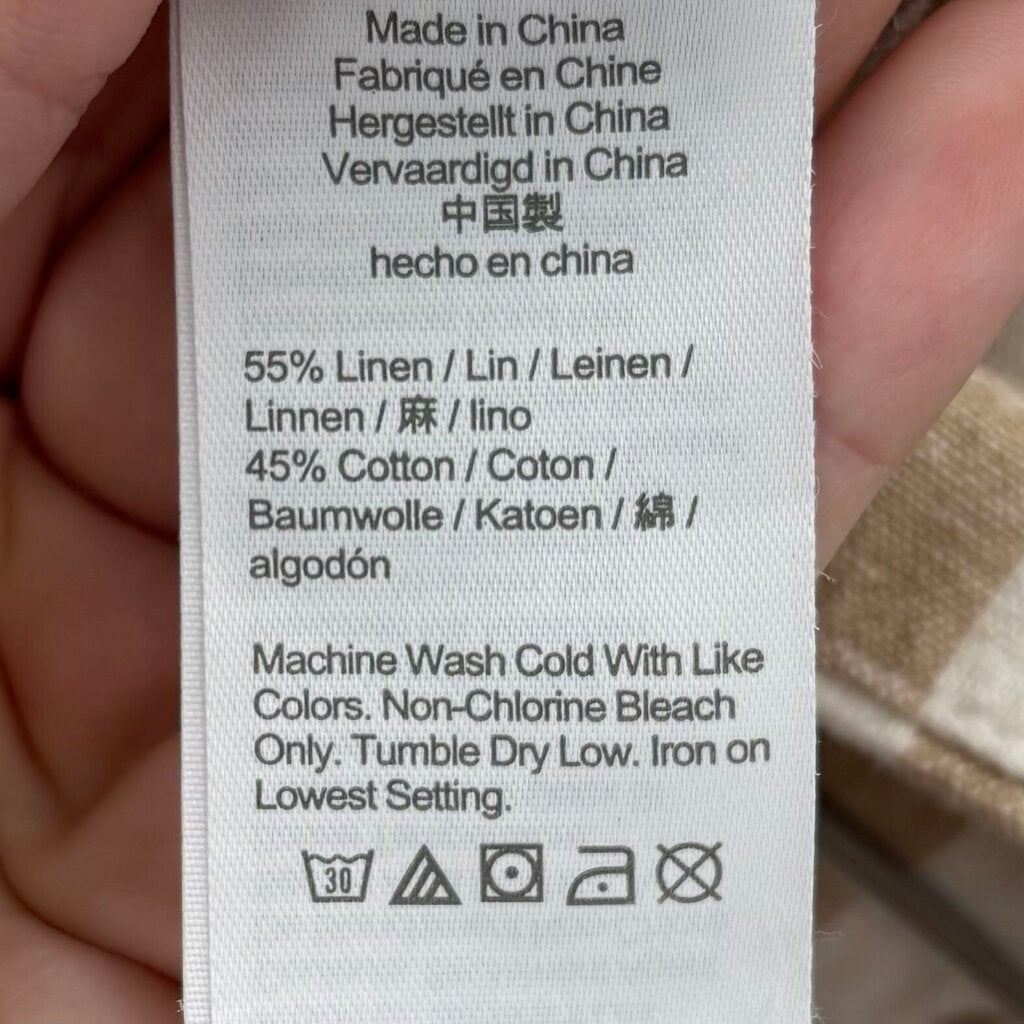 Made in China
Fabriqué en Chine
Hergestellt in China
Vervaardigd in China
中国製
hecho en china
55% Linen / Lin / Leinen /
Linnen / 麻 / lino
45% Cotton / Coton /
Baumwolle / Katoen / 綿 /
algodón
Machine Wash Cold With Like
Colors. Non-Chlorine Bleach
Only. Tumble Dry Low. Iron on
Lowest Setting.
30